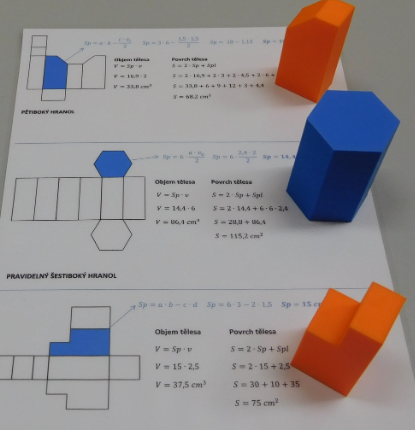 Objem tělesa
V = Sp · v
V = 16,9 · 2
V = 33,8 cm³
Povrch tělesa
S = 2 · Sp + Spl
S = 2 · 16,9 + 2 · 3 + 2 · 4,5 +
S = 33,8 + 6 + 9 + 12 + 3 + 4,4
S = 68,2 cm²
PĚTIBOKÝ HRANOL
Objem tělesa
V = Sp · v
V = 14,4 · 6
V = 86,4 cm³
Povrch tělesa
S = 2 · Sp + Spl
S = 2 · 14,4 + 6 · 6 · 2,4
S = 28,8 + 86,4
S = 115,2 cm²
PRAVIDELNÝ ŠESTIBOKÝ HRANOL
Sp = a · b − c · d Sp = 6 · 3 − 2 · 1,5 Sp = 15
Objem tělesa
V = Sp · v
V = 15 · 2,5
V = 37,5 cm³
Povrch tělesa
S = 2 · Sp + Spl
S = 2 · 15 + 2,5
S = 30 + 10 + 35
S = 75 cm²